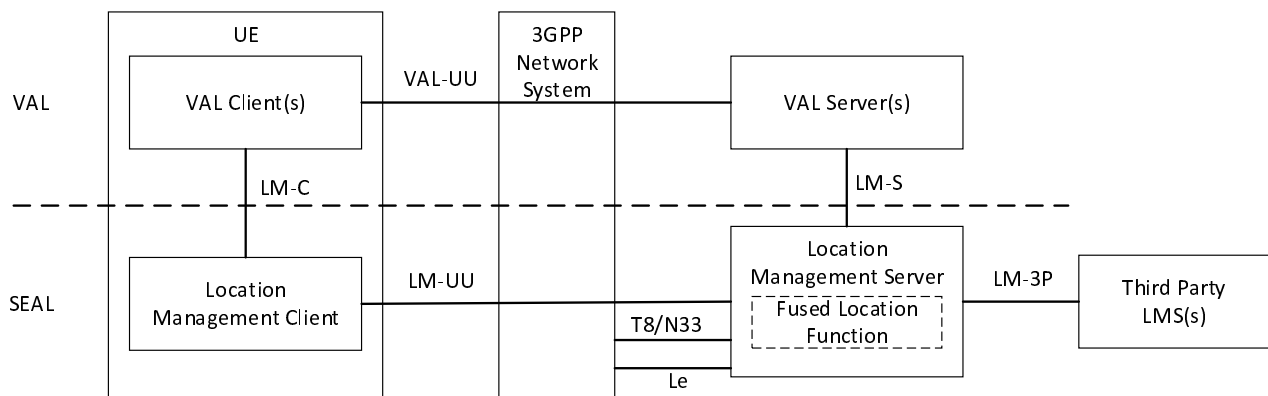 UE
3GPP
Network
System
VAL
VAL Client(s)
VAL-UU
VAL Server(s)
LM-C
LM-S
SEAL
Location
Management Client
LM-UU
Location
Management Server
Fused Location
Function
LM-3P
Third Party
LMS(s)
T8/N33
Le